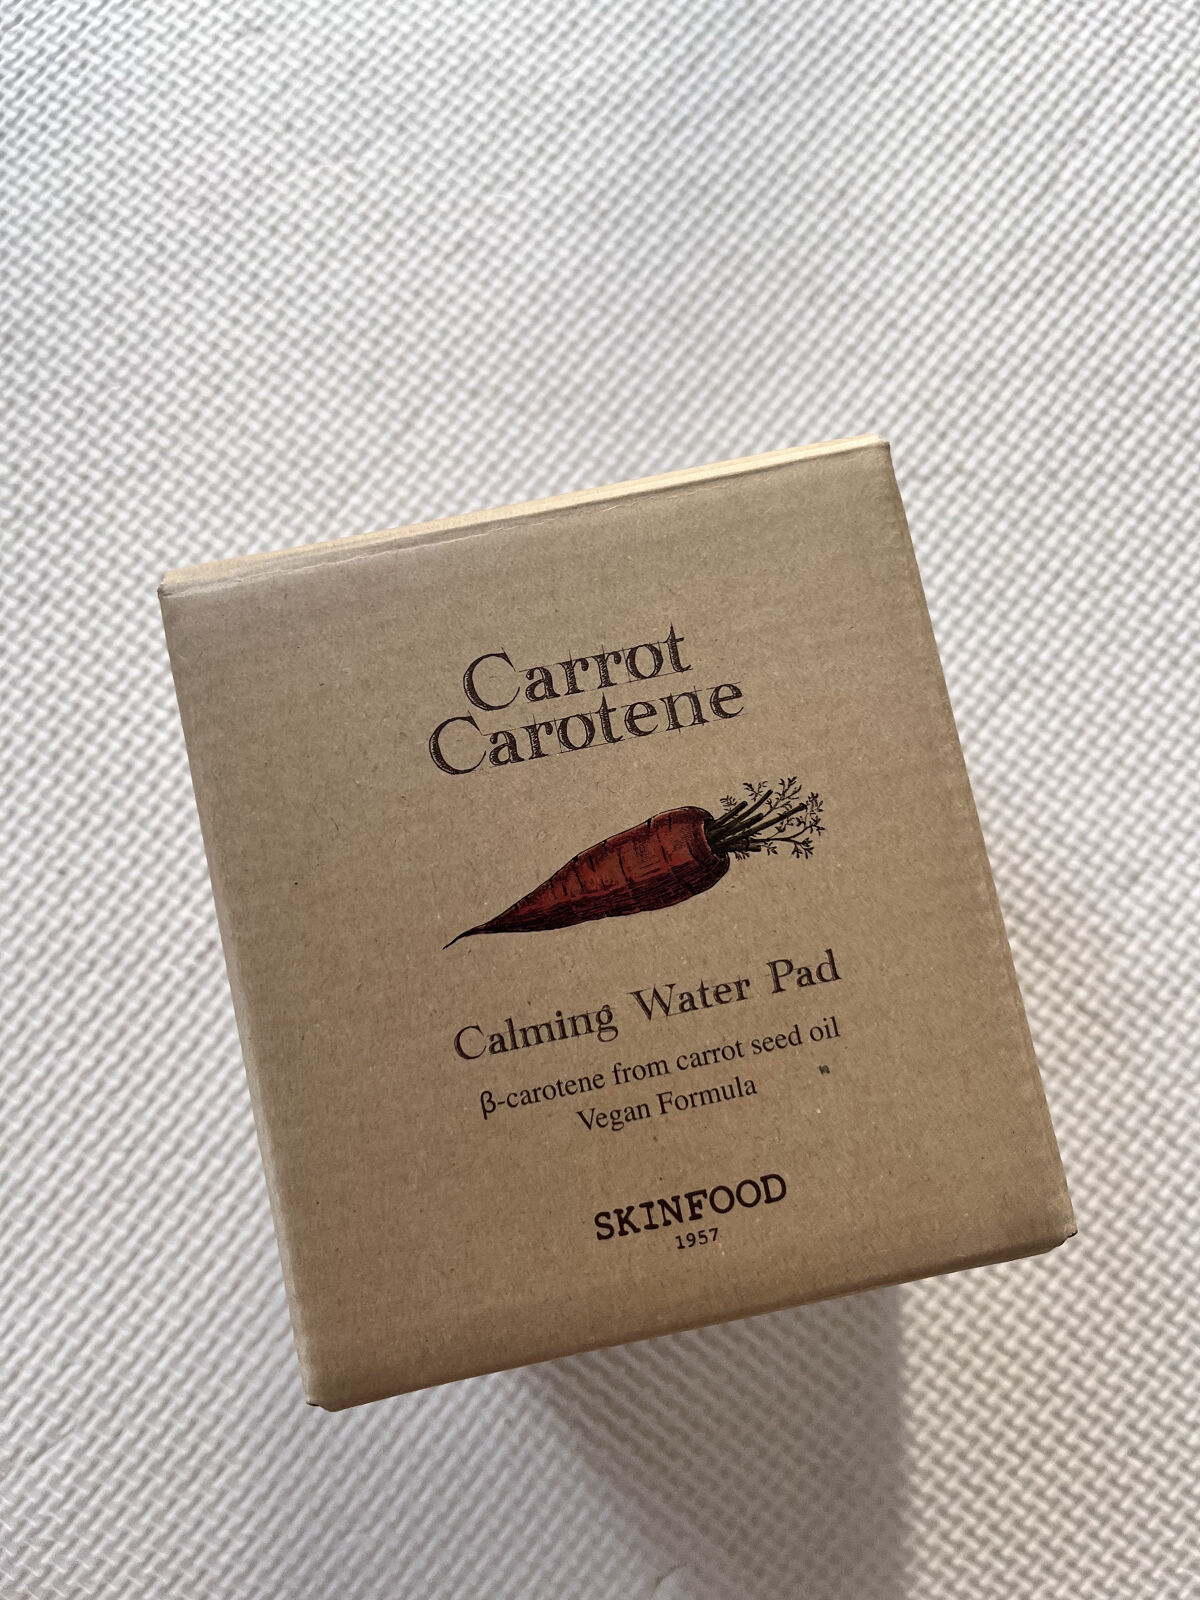 Carrot
Carotene
Calming Water Pad
β-carotene from carrot seed oil
Vegan Formula
SKINFOOD
1957